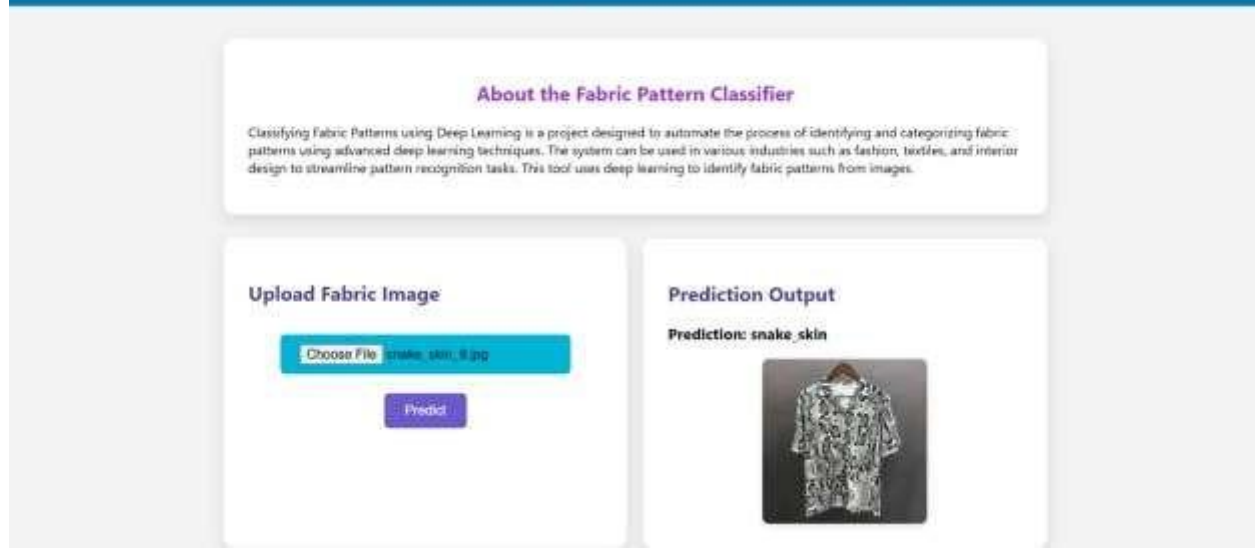 About the Fabric Pattern Classifier
Classifying Fabric Patterns using Deep Learning is a project designed to automate the process of identifying and categorizing fabric
patterns using advanced deep learning techniques. The system can be used in various industries such as fashion, textiles, and interior
design to streamline pattern recognition tasks. This tool uses deep learning to identify fabric patterns from images.
Upload Fabric Image
Choose File snake_skin_
Predict
Prediction Output
Prediction: snake_skin